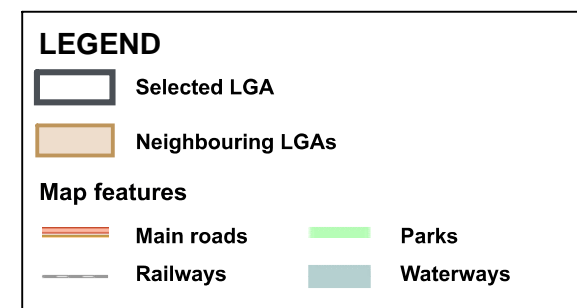 LEGEND
Selected LGA
Neighbouring LGAs
Map features
Main roads
Parks
Railways
Waterways